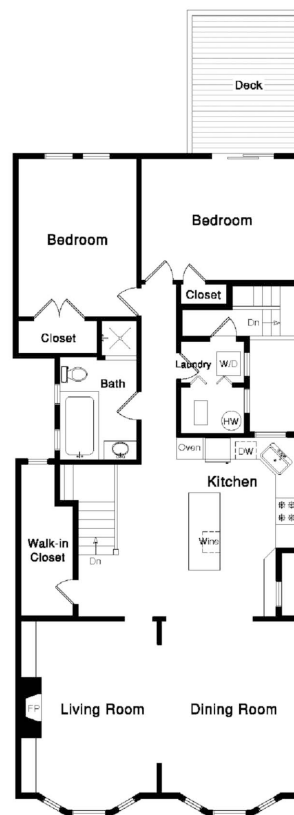 Deck
Bedroom
Bedroom
Closet
Closet
Dn
Laundry
W/D
Bath
HW
Oven
DW
Kitchen
Walk-in
Closet
Dn
Wine
FP
Living Room
Dining Room